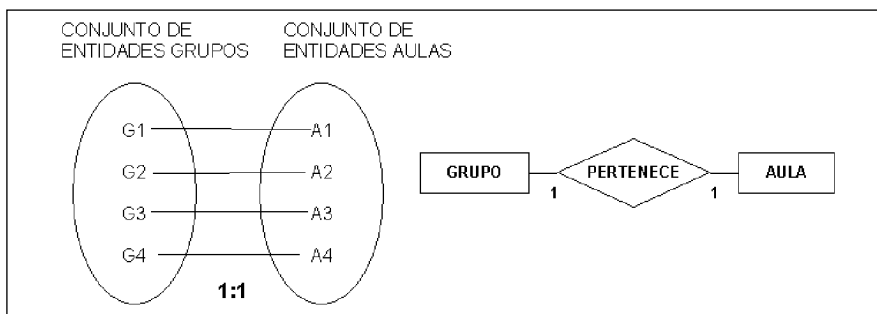 CONJUNTO DE
ENTIDADES GRUPOS
CONJUNTO DE
ENTIDADES AULAS
G1
A1
G2
A2
G3
A3
G4
A4
1:1
GRUPO
1
PERTENECE
1
AULA